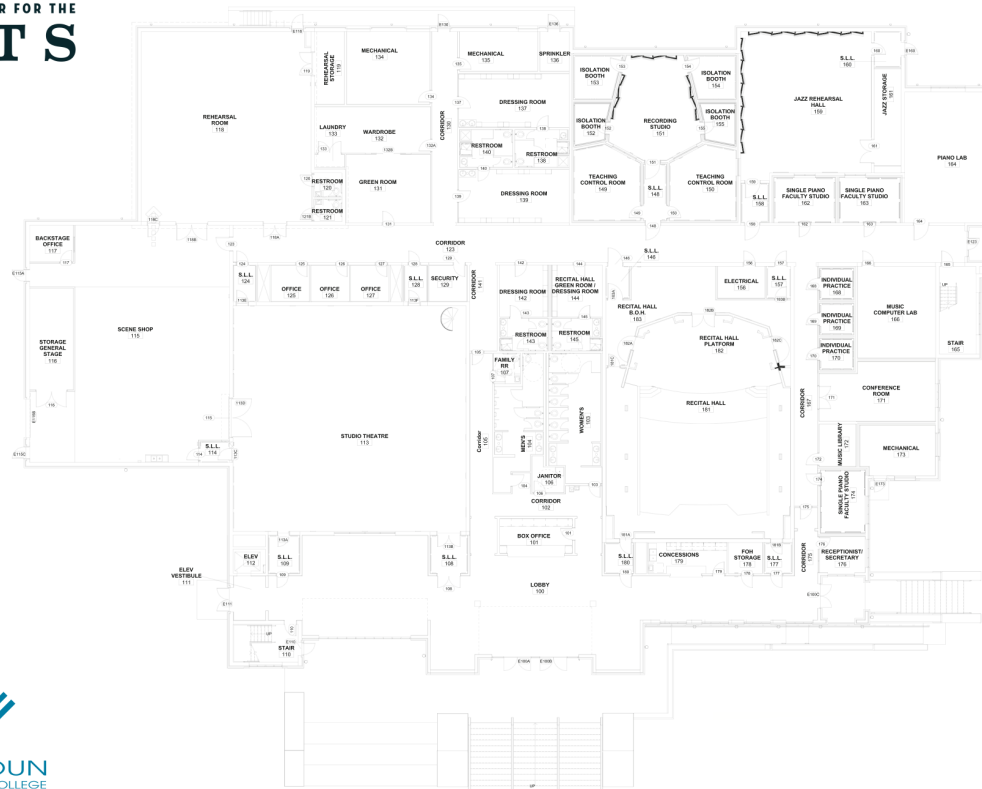 R FOR THE
TS
MECHANICAL
134
REHEARSAL
STORAGE
119
MECHANICAL
135
SPRINKLER
136
ISOLATION
BOOTH
153
ISOLATION
BOOTH
154
S.L.L.
160
JAZZ STORAGE
161
JAZZ REHEARSAL
HALL
159
REHEARSAL
ROOM
118
DRESSING ROOM
137
ISOLATION
BOOTH
152
ISOLATION
BOOTH
155
RECORDING
STUDIO
151
LAUNDRY
133
WARDROBE
132
CORRIDOR
130
RESTROOM
140
RESTROOM
138
PIANO LAB
164
RESTROOM
120
GREEN ROOM
131
DRESSING ROOM
139
TEACHING
CONTROL ROOM
149
S.L.L.
148
TEACHING
CONTROL ROOM
150
S.L.L.
158
SINGLE PIANO
FACULTY STUDIO
162
SINGLE PIANO
FACULTY STUDIO
163
RESTROOM
121
BACKSTAGE
OFFICE
117
CORRIDOR
123
S.L.L.
146
S.L.L.
124
OFFICE
125
OFFICE
126
OFFICE
127
S.L.L.
128
SECURITY
129
CORRIDOR
141
DRESSING ROOM
142
RECITAL HALL
GREEN ROOM /
DRESSING ROOM
144
ELECTRICAL
156
S.L.L.
157
INDIVIDUAL
PRACTICE
168
MUSIC
COMPUTER LAB
166
RECITAL HALL
B.O.H.
183
SCENE SHOP
115
INDIVIDUAL
PRACTICE
169
STORAGE
GENERAL
STAGE
116
RESTROOM
143
RESTROOM
145
RECITAL HALL
PLATFORM
182
INDIVIDUAL
PRACTICE
170
STAIR
165
FAMILY
RR
107
CONFERENCE
ROOM
171
RECITAL HALL
181
CORRIDOR
167
WOMEN'S
103
STUDIO THEATRE
113
Corridor
105
MEN'S
104
MUSIC LIBRARY
172
MECHANICAL
173
S.L.L.
114
JANITOR
106
SINGLE PIANO
FACULTY STUDIO
174
CORRIDOR
102
BOX OFFICE
101
ELEV
112
S.L.L.
109
S.L.L.
108
S.L.L.
180
CONCESSIONS
179
FOH
STORAGE
178
S.L.L.
177
CORRIDOR
175
RECEPTIONIST/
SECRETARY
176
ELEV
VESTIBULE
111
LOBBY
100
STAIR
110
UP
OUN
OLLEGE